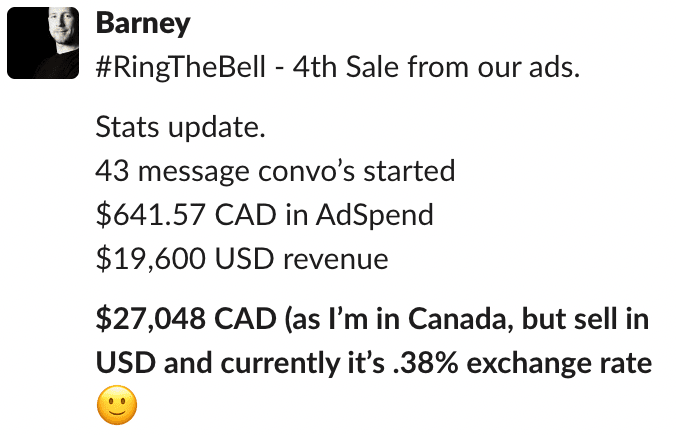 Barney
#RingTheBell - 4th Sale from our ads.
Stats update.
43 message convo’s started
$641.57 CAD in AdSpend
$19,600 USD revenue
$27,048 CAD (as I’m in Canada, but sell in
USD and currently it’s .38% exchange rate
🙂